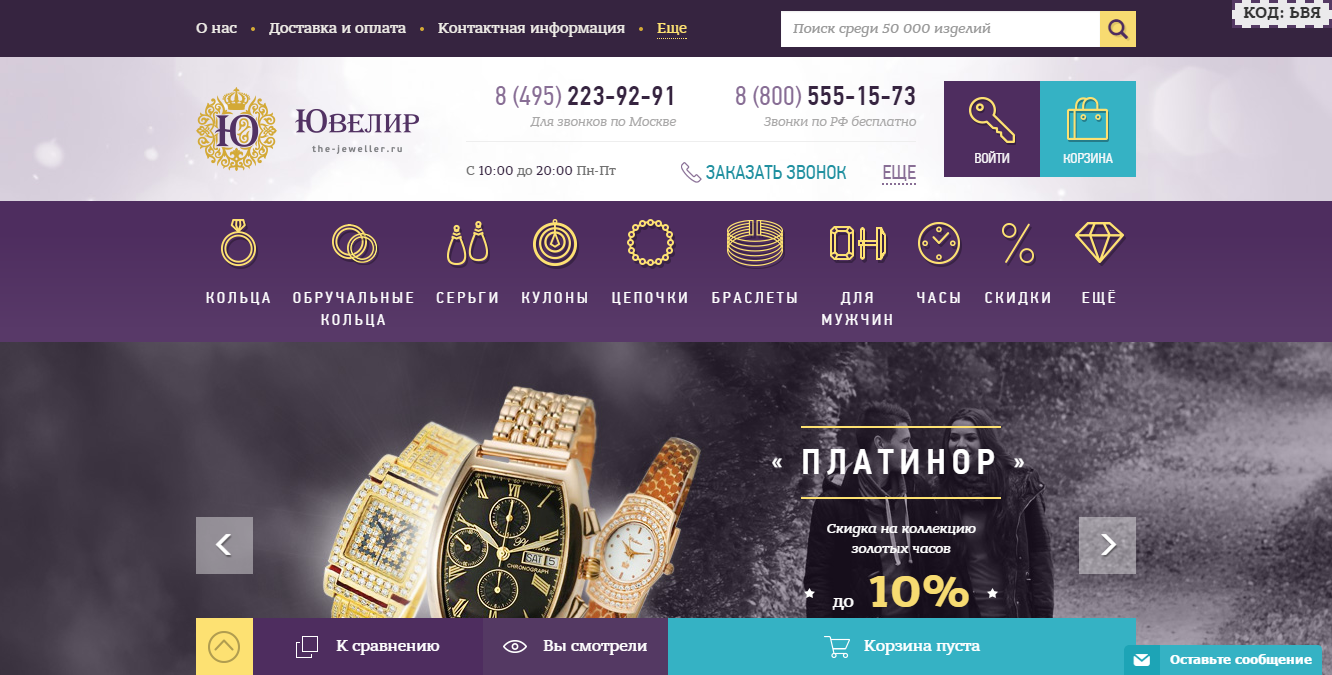 О нас • Доставка и оплата • Контактная информация • Еще
Поиск среди 50 000 изделий
КОД: ЬВЯ
Ю
Ювелир
the-jeweller.ru
8 (495) 223-92-91
Для звонков по Москве
8 (800) 555-15-73
Звонки по РФ бесплатно
С 10:00 до 20:00 Пн-Пт
ЗАКАЗАТЬ ЗВОНОК
ЕЩЕ
ВОЙТИ
КОРЗИНА
КОЛЬЦА
ОБРУЧАЛЬНЫЕ
КОЛЬЦА
СЕРЬГИ
КУЛОНЫ
ЦЕПОЧКИ
БРАСЛЕТЫ
ДЛЯ
МУЖЧИН
ЧАСЫ
СКИДКИ
ЕЩЁ
« ПЛАТИНОР »
Скидка на коллекцию
золотых часов
до 10%
SAT 5
CHRONOGRAPH
К сравнению
Вы смотрели
Корзина пуста
Оставьте сообщение